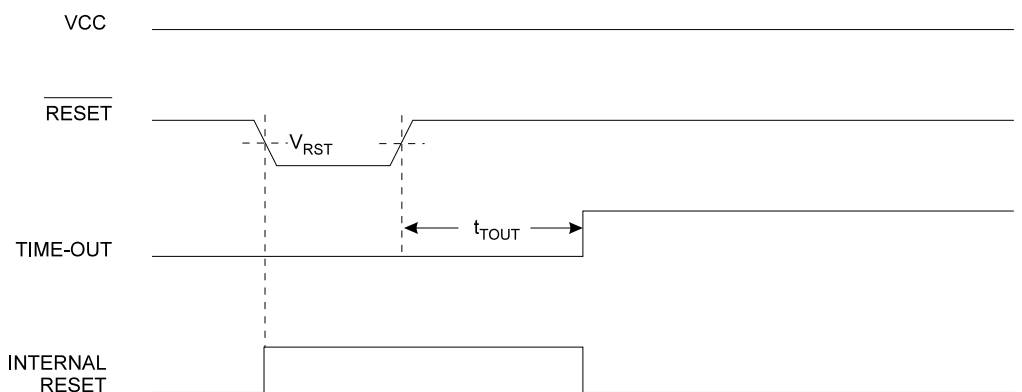 VCC
RESET
VRST
tTOUT
TIME-OUT
INTERNAL
RESET